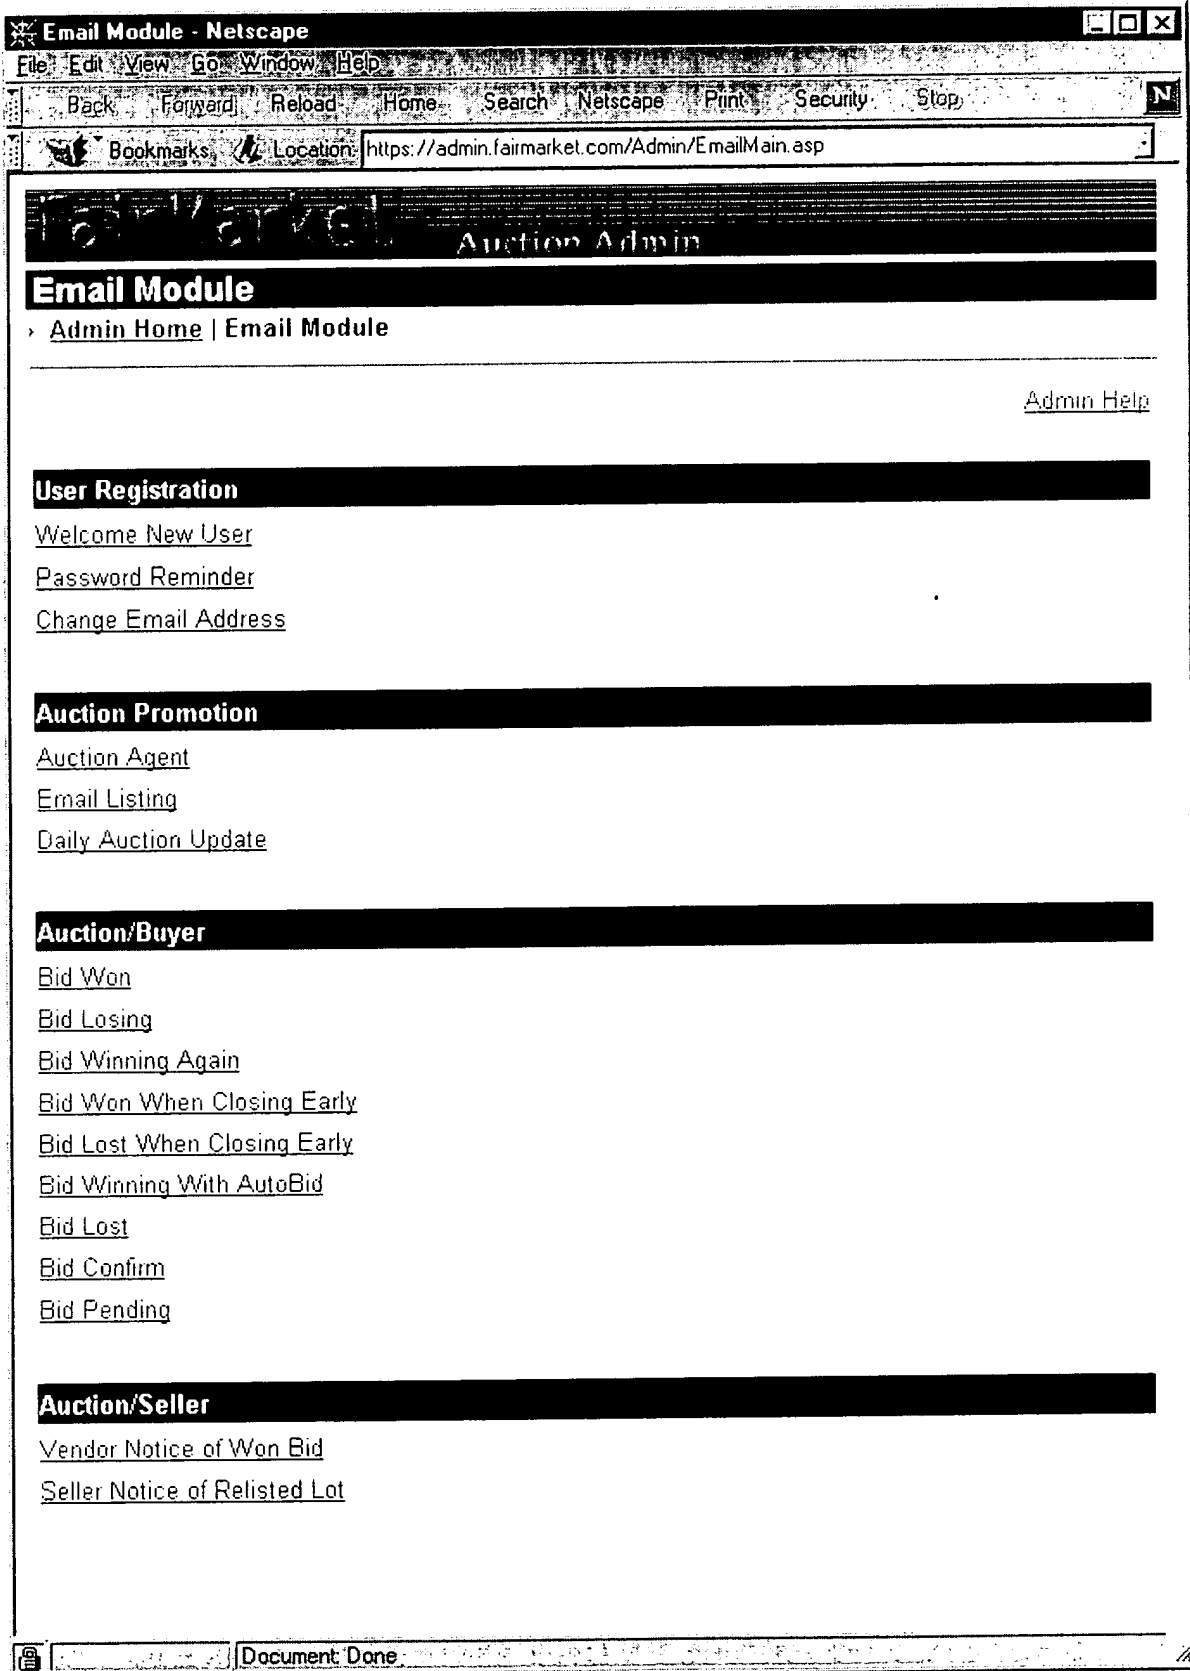 Email Module - Netscape
File Edit View Go Window Help
Back Forward Reload Home Search Netscape Print Security Stop
N
Bookmarks Location: https://admin.fairmarket.com/Admin/EmailMain.asp
FairMarket
Auction Admin
Email Module
› Admin Home | Email Module
Admin Help
User Registration
Welcome New User
Password Reminder
Change Email Address
Auction Promotion
Auction Agent
Email Listing
Daily Auction Update
Auction/Buyer
Bid Won
Bid Losing
Bid Winning Again
Bid Won When Closing Early
Bid Lost When Closing Early
Bid Winning With AutoBid
Bid Lost
Bid Confirm
Bid Pending
Auction/Seller
Vendor Notice of Won Bid
Seller Notice of Relisted Lot
Document: Done